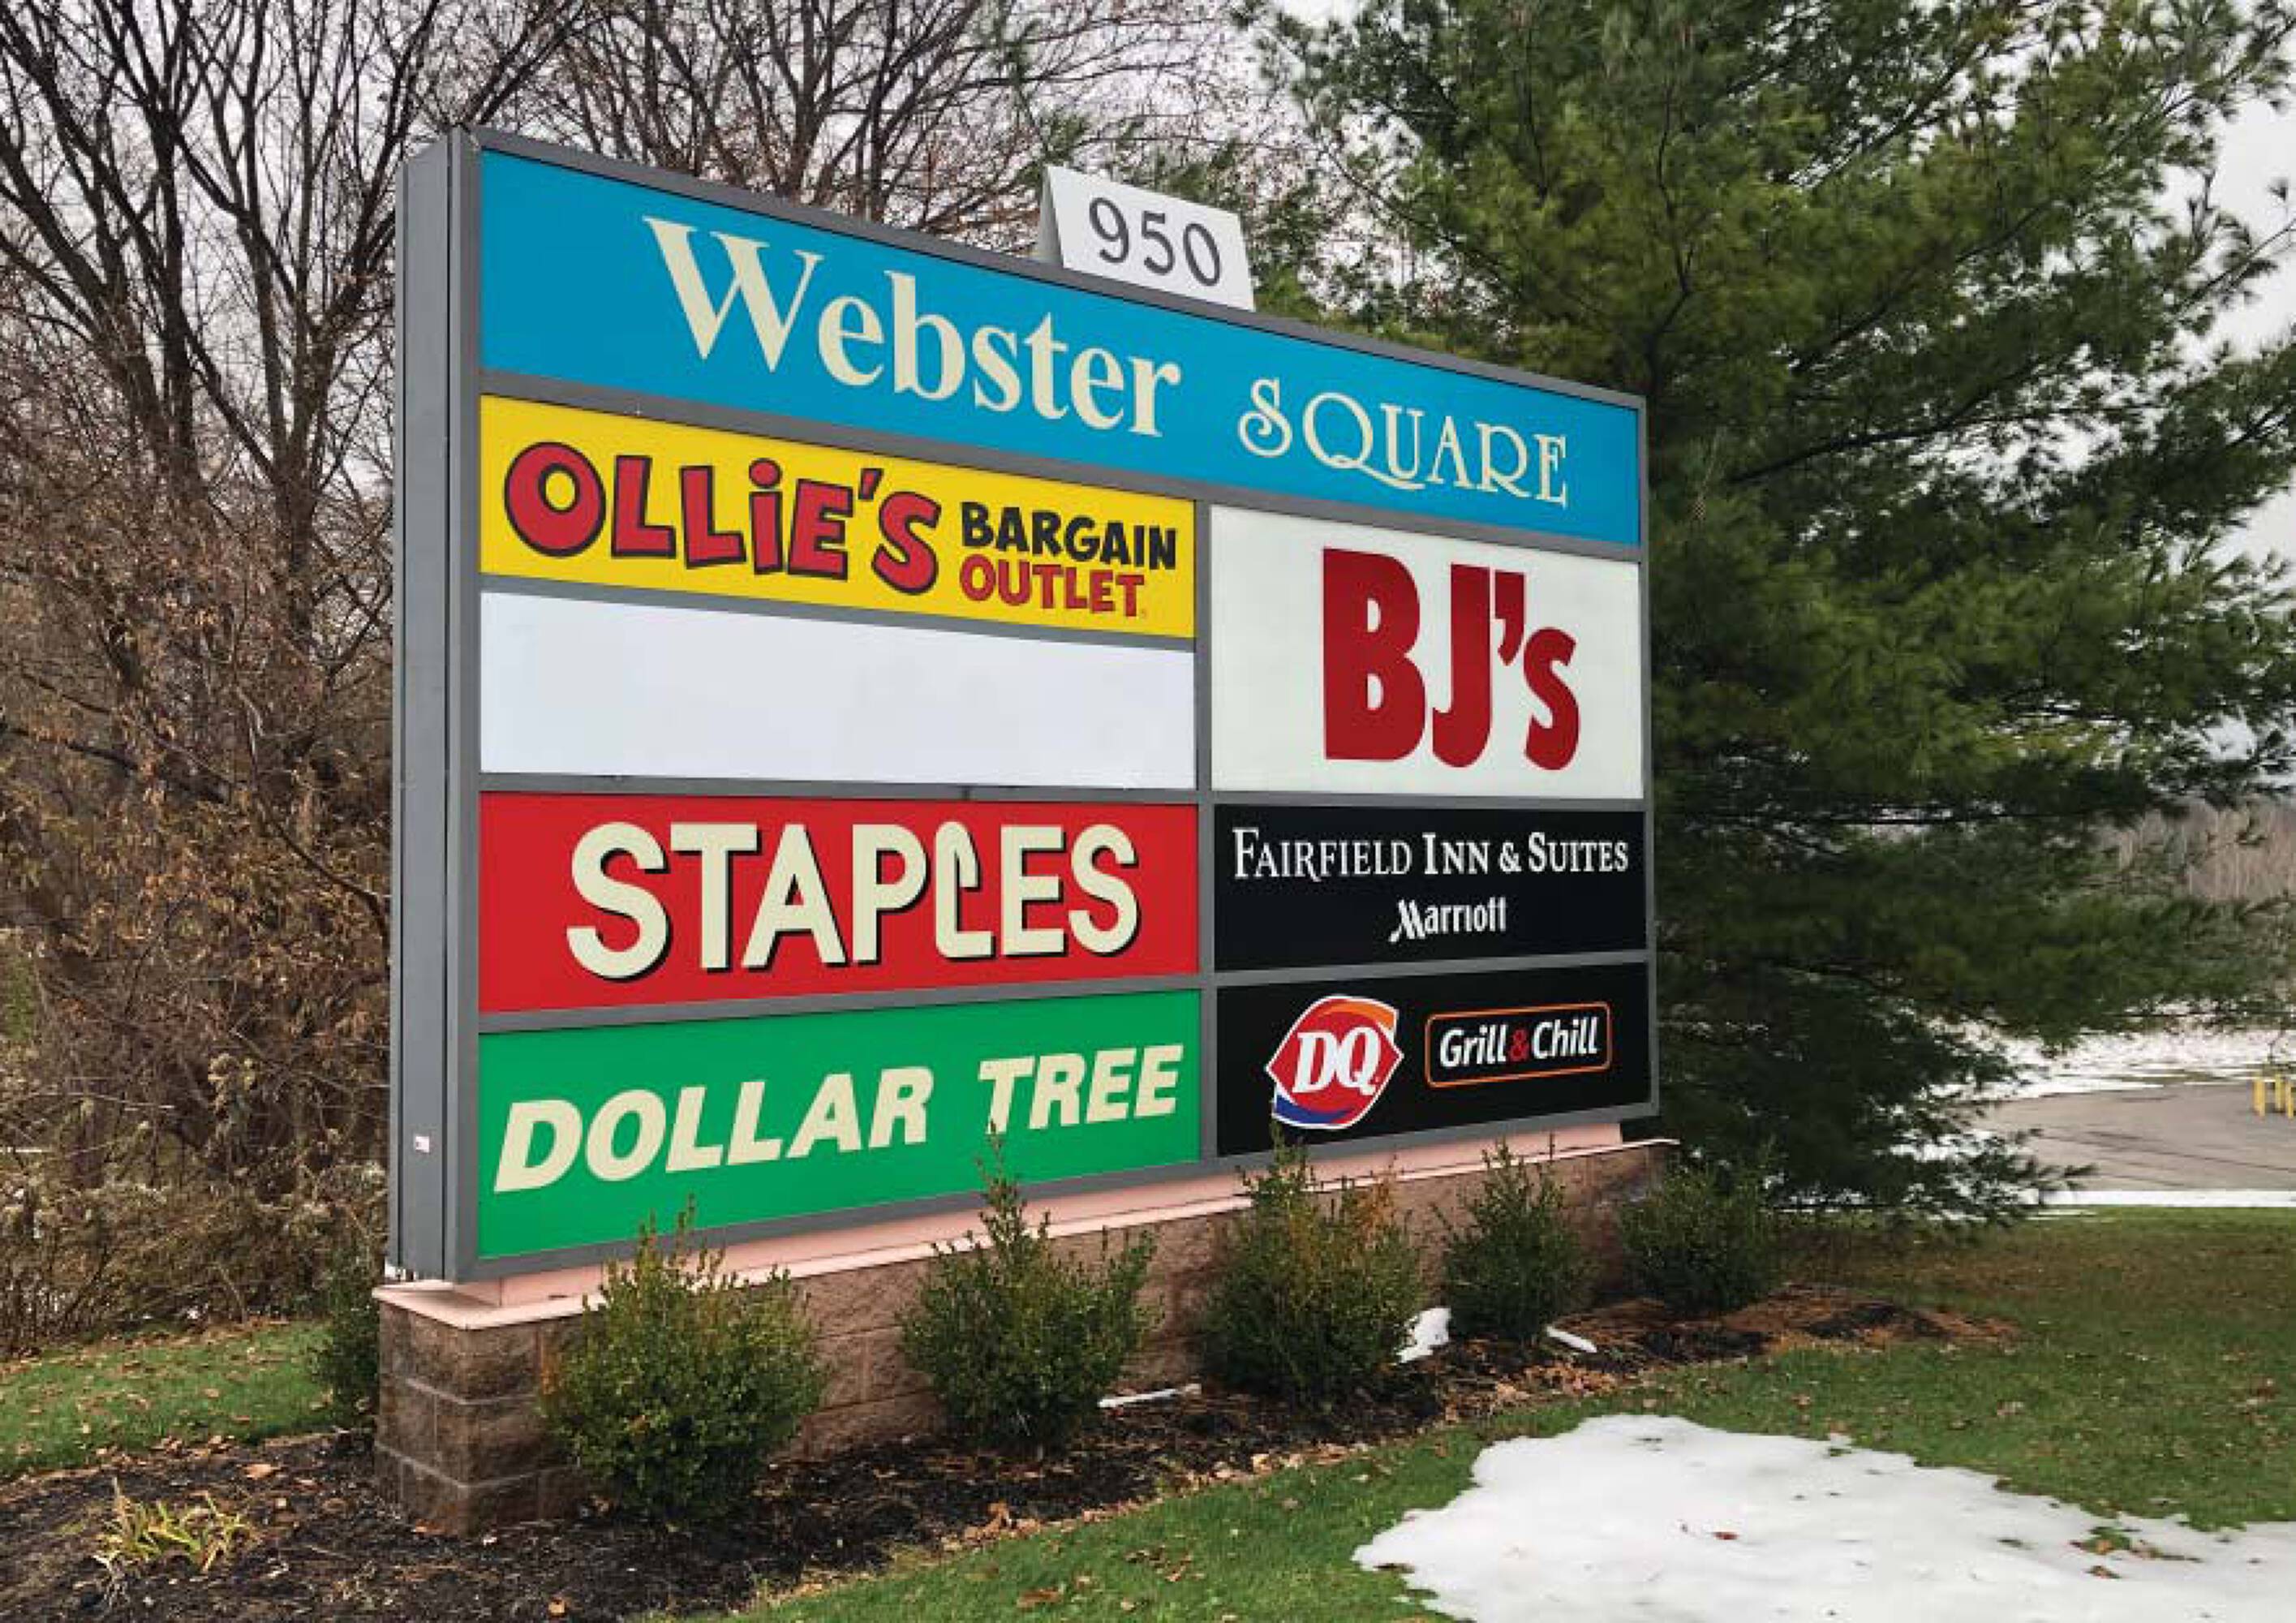 950
Webster SQUARE
OLLiE'S BARGAIN
OUTLET
BJ's
STAPLES
FAIRFIELD INN & SUITES
Marriott
DOLLAR TREE
DQ Grill & Chill